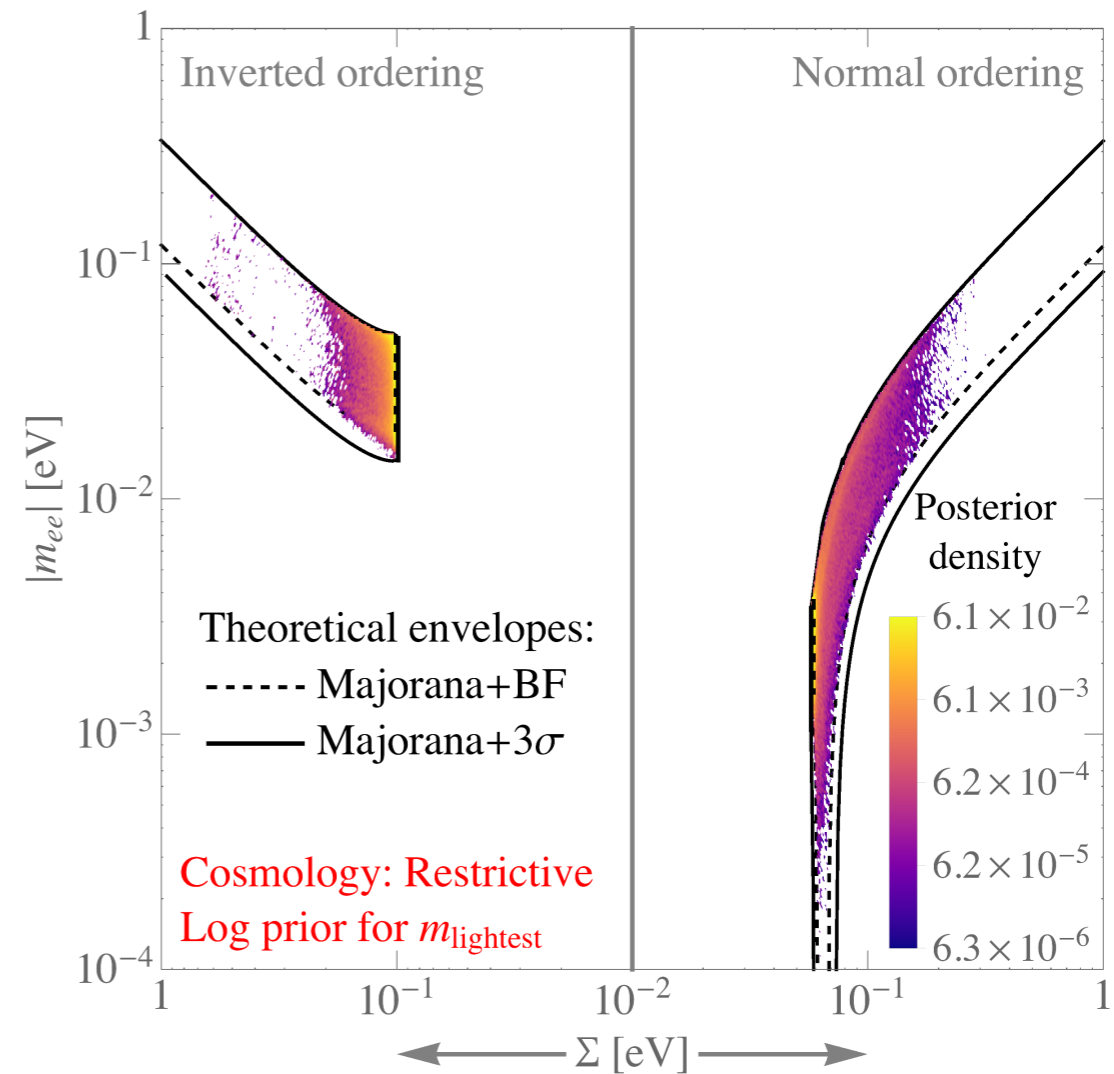 1
Inverted ordering
Normal ordering
10⁻¹
|mₑₑ| [eV]
10⁻²
Posterior
density
6.1×10⁻²
Theoretical envelopes:
Majorana+BF
6.1×10⁻³
Majorana+3σ
10⁻³
6.2×10⁻⁴
6.2×10⁻⁵
Cosmology: Restrictive
Log prior for m_lightest
6.3×10⁻⁶
10⁻⁴
1 10⁻¹ 10⁻² 10⁻¹ 1
Σ [eV]